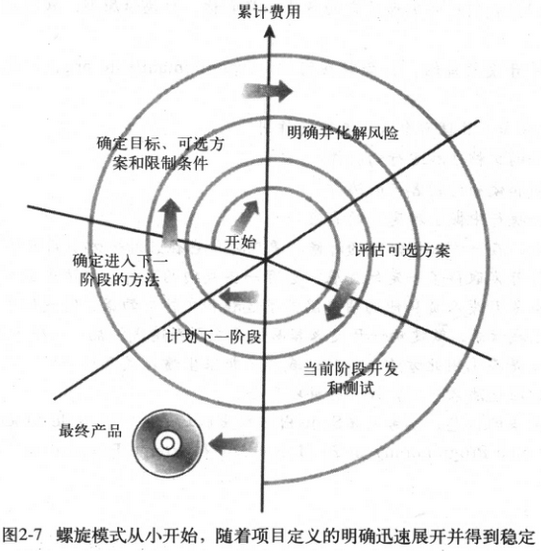 累计费用
确定目标、可选方
案和限制条件
明确并化解风险
开始
评估可选方案
确定进入下一
阶段的方法
计划下一阶段
当前阶段开发
和测试
最终产品
图2-7 螺旋模式从小开始，随着项目定义的明确迅速展开并得到稳定